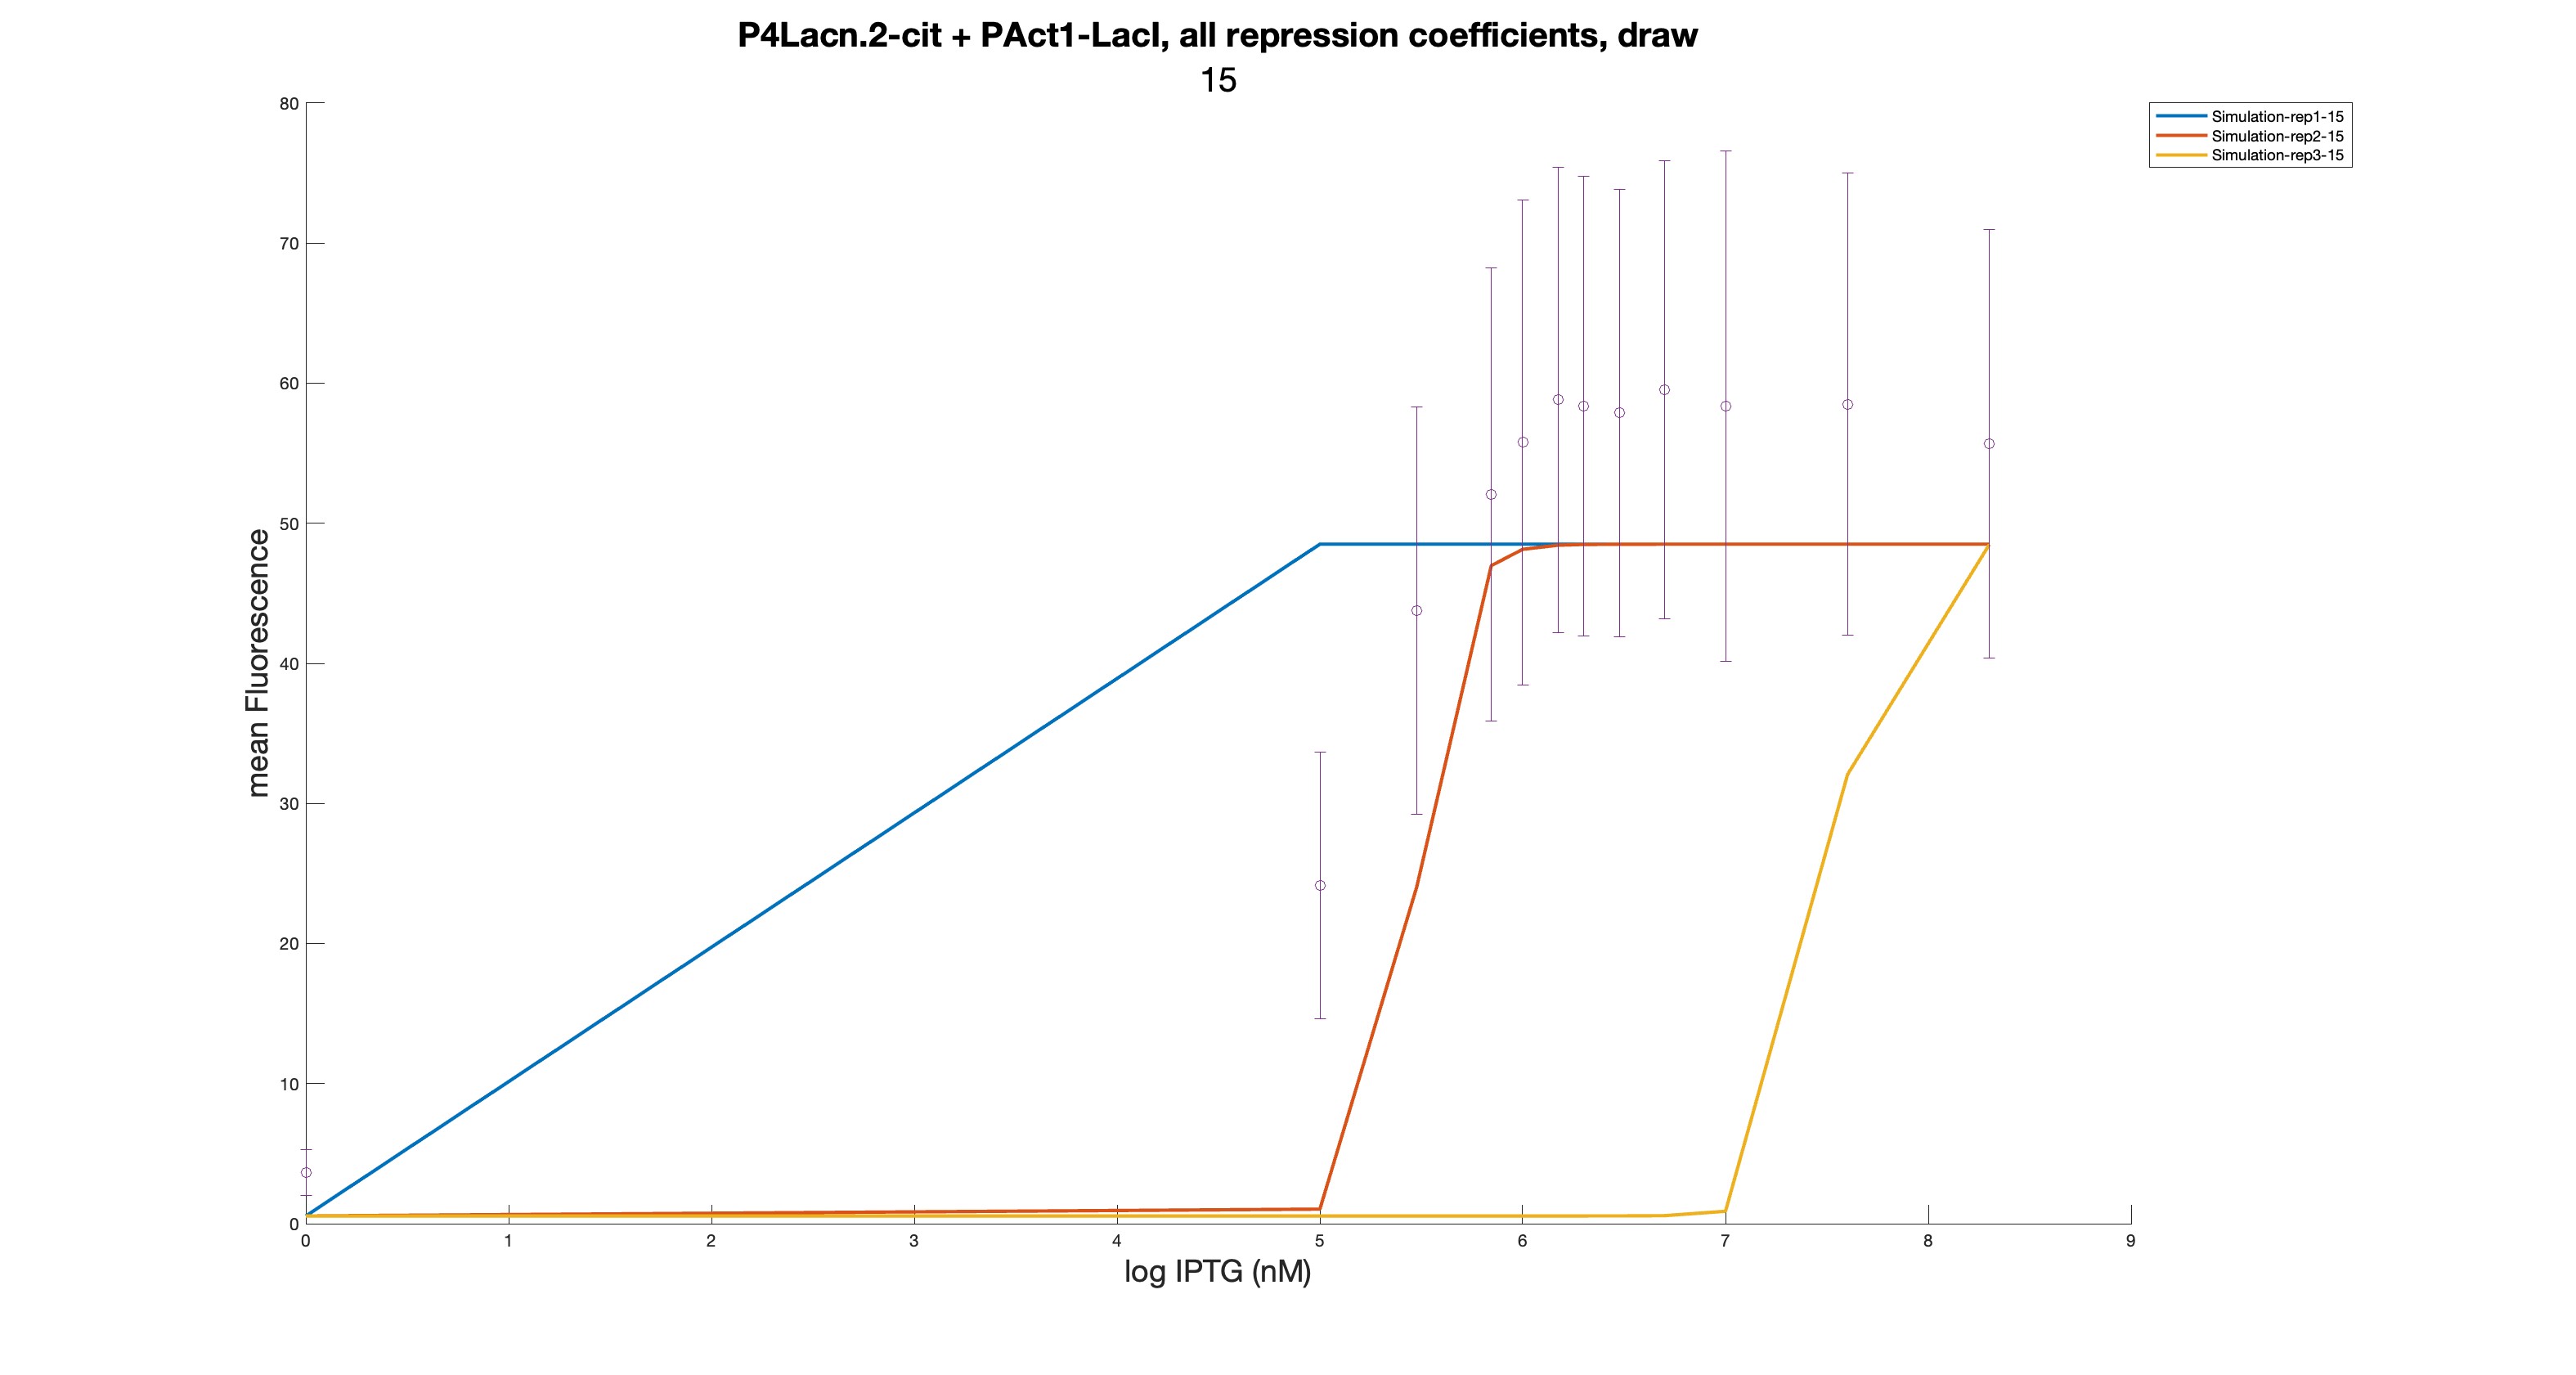 P4Lacn.2-cit + PAct1-LacI, all repression coefficients, draw
15
Simulation-rep1-15
Simulation-rep2-15
Simulation-rep3-15
mean Fluorescence
80
70
60
50
40
30
20
10
0
0 1 2 3 4 5 6 7 8 9
log IPTG (nM)